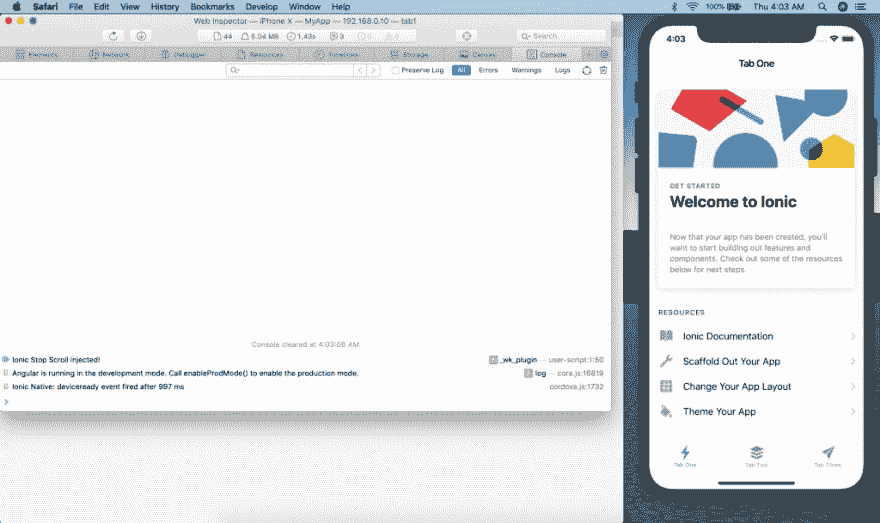 Safari File Edit View History Bookmarks Develop Window Help 100% Thu 4:03 AM
Web Inspector — iPhone X — MyApp — 192.168.0.10 — tab1
44 5.04 MB 1.43s 3 Search
Elements Network Debugger Resources Timelines Storage Canvas Console
Preserve Log All Errors Warnings Logs
Console cleared at 4:03:06 AM
Ionic Stop Scroll injected! _wk_plugin — user-script:1:50
Angular is running in the development mode. Call enableProdMode() to enable the production mode. log — core.js:16819
Ionic Native: deviceready event fired after 997 ms cordova.js:1732
4:03
Tab One
GET STARTED
Welcome to Ionic
Now that your app has been created, you'll
want to start building out features and
components. Check out some of the resources
below for next steps.
RESOURCES
Ionic Documentation
Scaffold Out Your App
Change Your App Layout
Theme Your App
Tab One Tab Two Tab Three